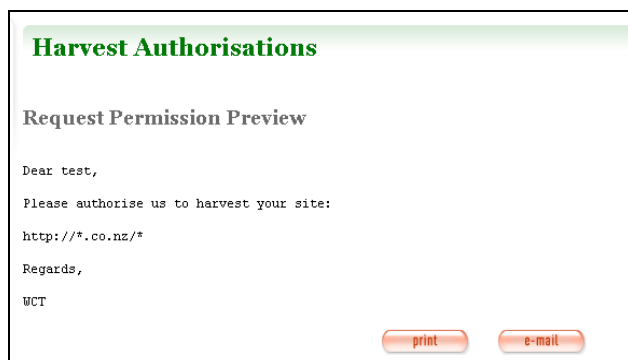 Harvest Authorisations
Request Permission Preview
Dear test,
Please authorise us to harvest your site:
http://*.co.nz/*
Regards,
WCT
print e-mail